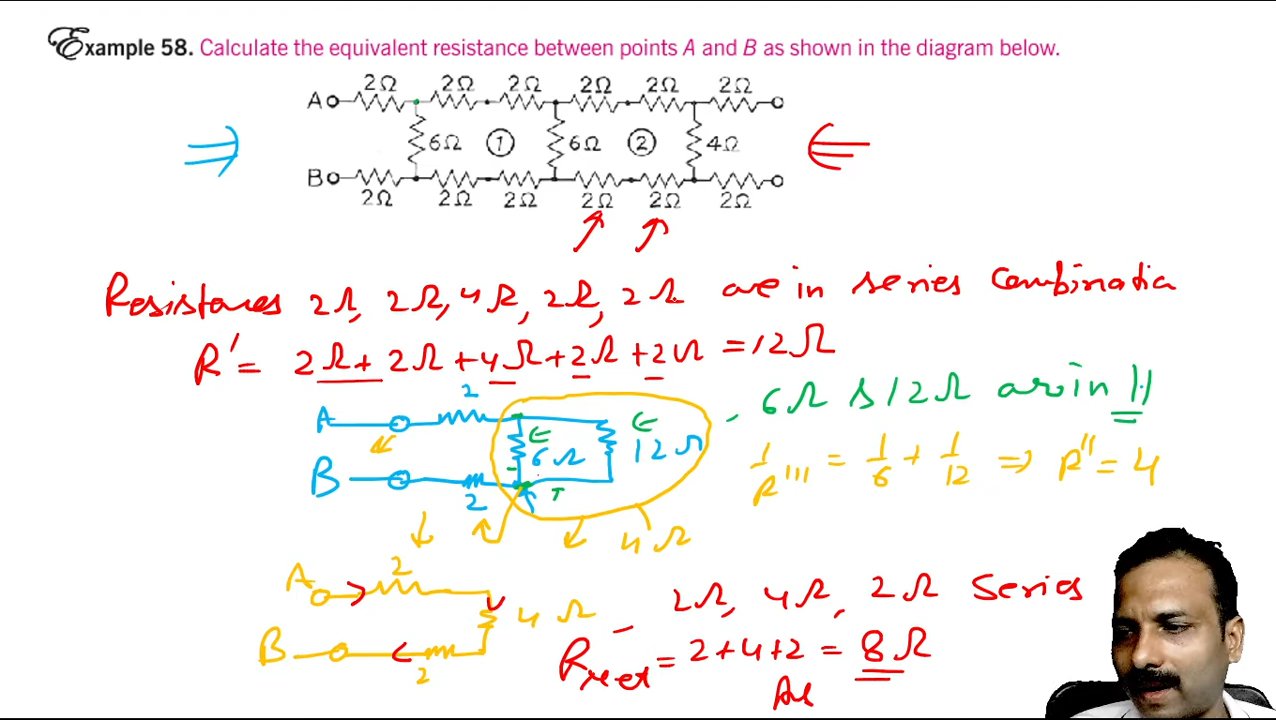 Example 58. Calculate the equivalent resistance between points A and B as shown in the diagram below.
2Ω 2Ω 2Ω 2Ω 2Ω 2Ω
A
6Ω 1 6Ω 2 4Ω
B
2Ω 2Ω 2Ω 2Ω 2Ω 2Ω
Resistances 2Ω, 2Ω, 4Ω, 2Ω, 2Ω are in series Combinatio
R' = 2Ω + 2Ω + 4Ω + 2Ω + 2Ω = 12Ω
A 2
6Ω 12Ω
B 2
4Ω
6Ω & 12Ω are in ||
1/R''' = 1/6 + 1/12 ⇒ R'' = 4
A 2
4Ω
B 2
2Ω, 4Ω, 2Ω Series
= 2+4+2 = 8Ω